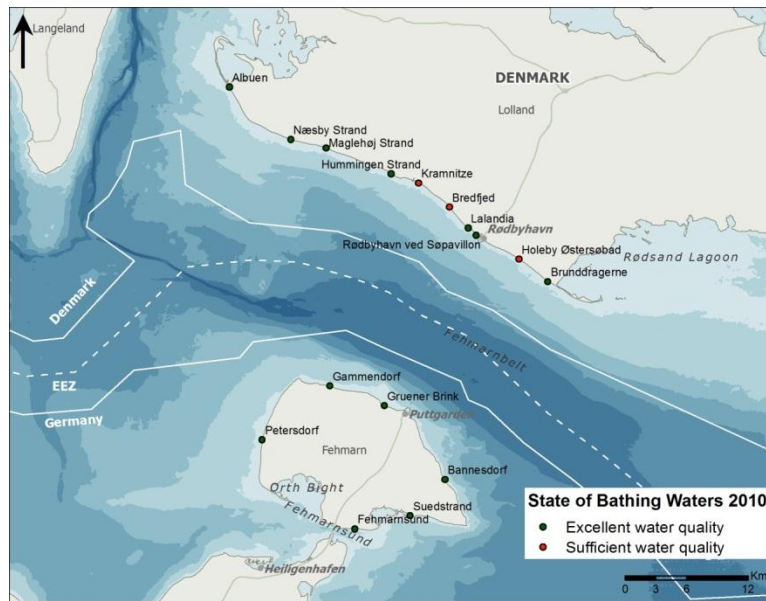 Langeland
Albuen
DENMARK
Lolland
Næsby Strand
Maglehøj Strand
Hummingen Strand
Kramnitze
Bredfjed
Lalandia
Rødbyhavn
Rødbyhavn ved Søpavillon
Holeby Østersøbad
Rødsand Lagoon
Brunddragerne
Denmark
Fehmarnbelt
EEZ
Germany
Gammendorf
Gruener Brink
Puttgarden
Petersdorf
Fehmarn
Bannesdorf
Orth Bight
Suedstrand
Fehmarnsund
Fehmarnsund
Heiligenhafen
State of Bathing Waters 2010
Excellent water quality
Sufficient water quality
Km
0 3 6 12